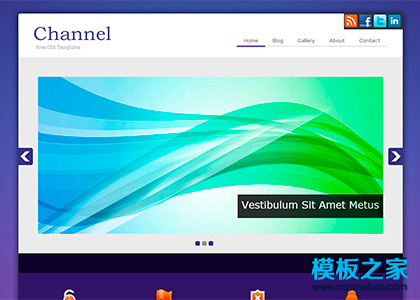 Channel
Free CSS Templates
Home Blog Gallery About Contact
Vestibulum Sit Amet Metus
模板之家
www.cssmoban.com